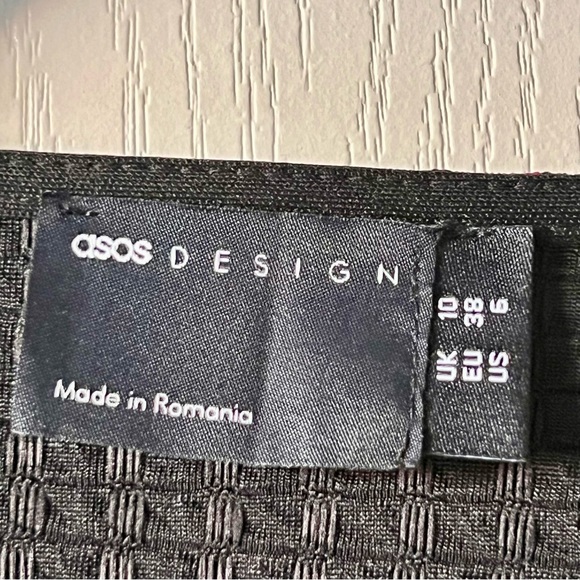 asos DESIGN
Made in Romania
UK 10
EU 38
US 6